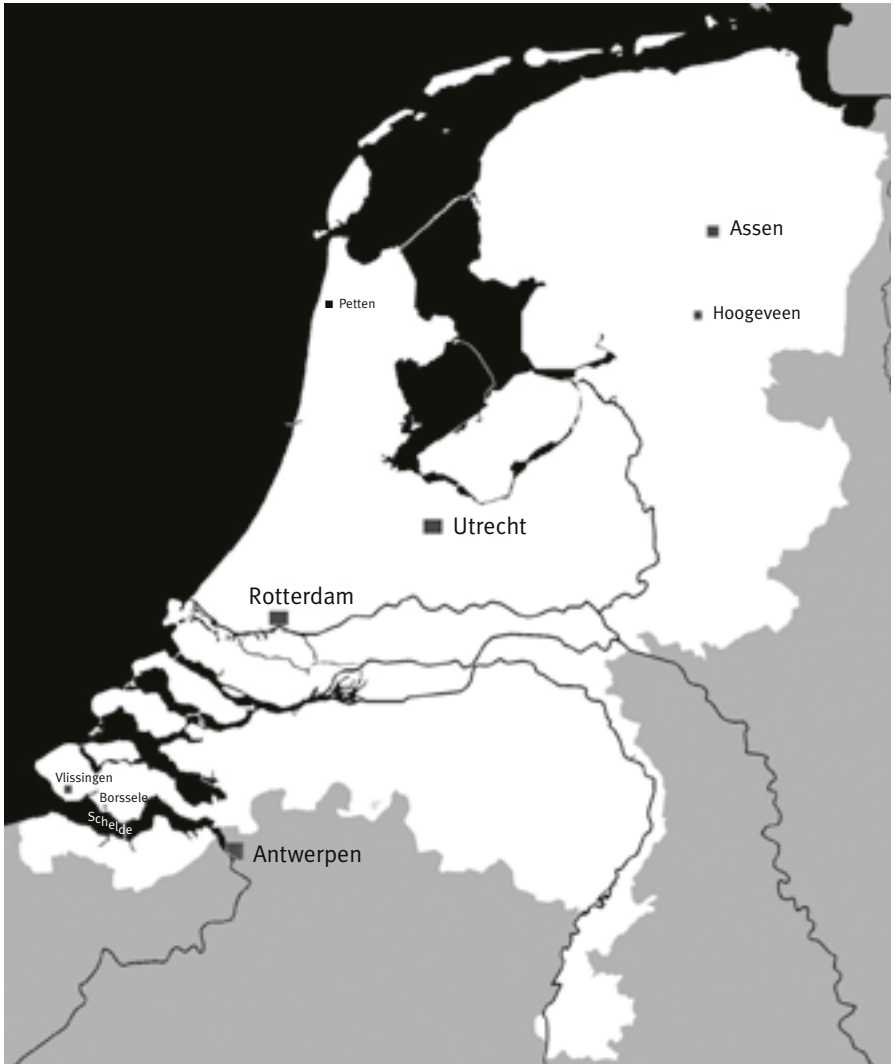 Assen
Petten
Hoogeveen
Utrecht
Rotterdam
Vlissingen
Borssele
Schelde
Antwerpen